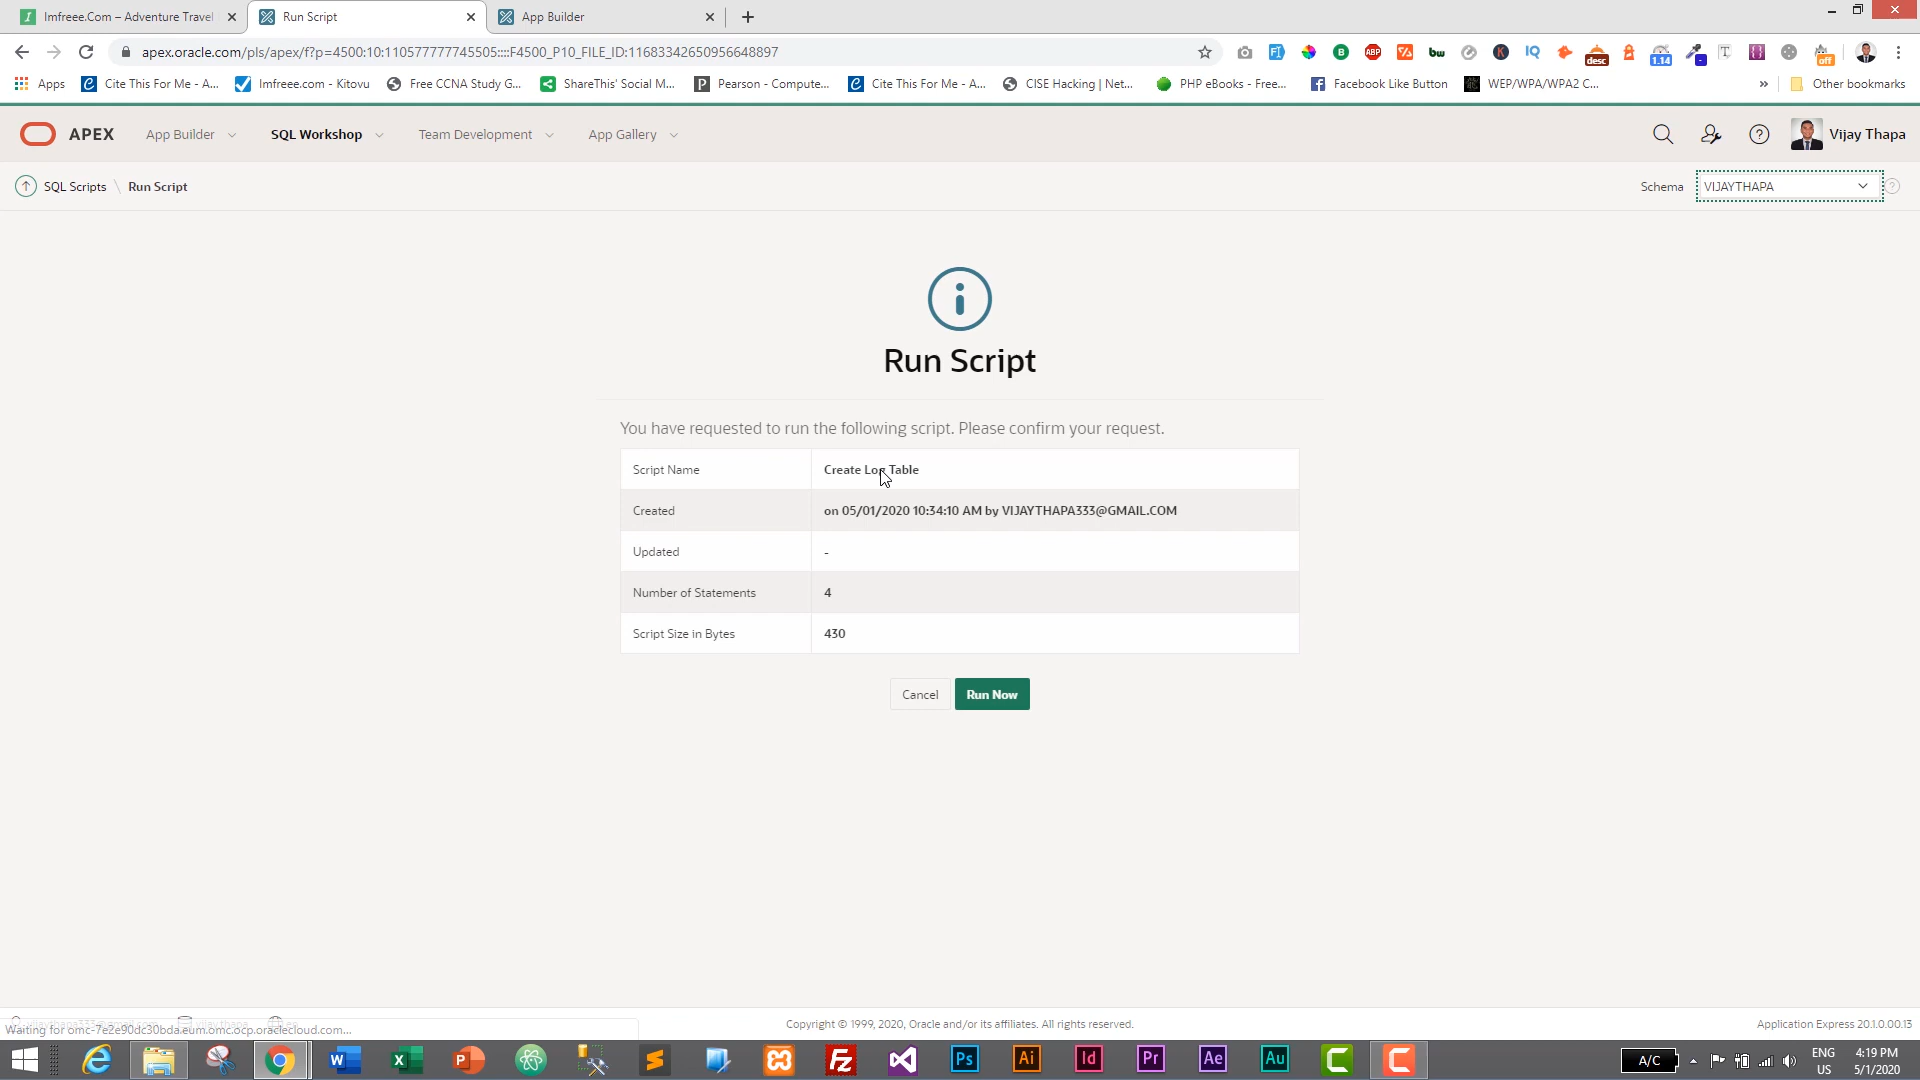 Imfreee.Com – Adventure Travel
Run Script
App Builder
apex.oracle.com/pls/apex/f?p=4500:10:110577777745505::::F4500_P10_FILE_ID:11683342650956648897
Apps
Cite This For Me - A...
Imfreee.com - Kitovu
Free CCNA Study G...
ShareThis' Social M...
Pearson - Compute...
Cite This For Me - A...
CISE Hacking | Net...
PHP eBooks - Free...
Facebook Like Button
WEP/WPA/WPA2 C...
»
Other bookmarks
APEX
App Builder
SQL Workshop
Team Development
App Gallery
Vijay Thapa
SQL Scripts \ Run Script
Schema
VIJAYTHAPA
Run Script
You have requested to run the following script. Please confirm your request.
Script Name Create Log Table
Created on 05/01/2020 10:34:10 AM by VIJAYTHAPA333@GMAIL.COM
Updated -
Number of Statements 4
Script Size in Bytes 430
Cancel
Run Now
Waiting for omc-7e2e90dc30bda.eum.omc.ocp.oraclecloud.com...
Copyright © 1999, 2020, Oracle and/or its affiliates. All rights reserved.
Application Express 20.1.0.00.13
A/C
ENG
US
4:19 PM
5/1/2020